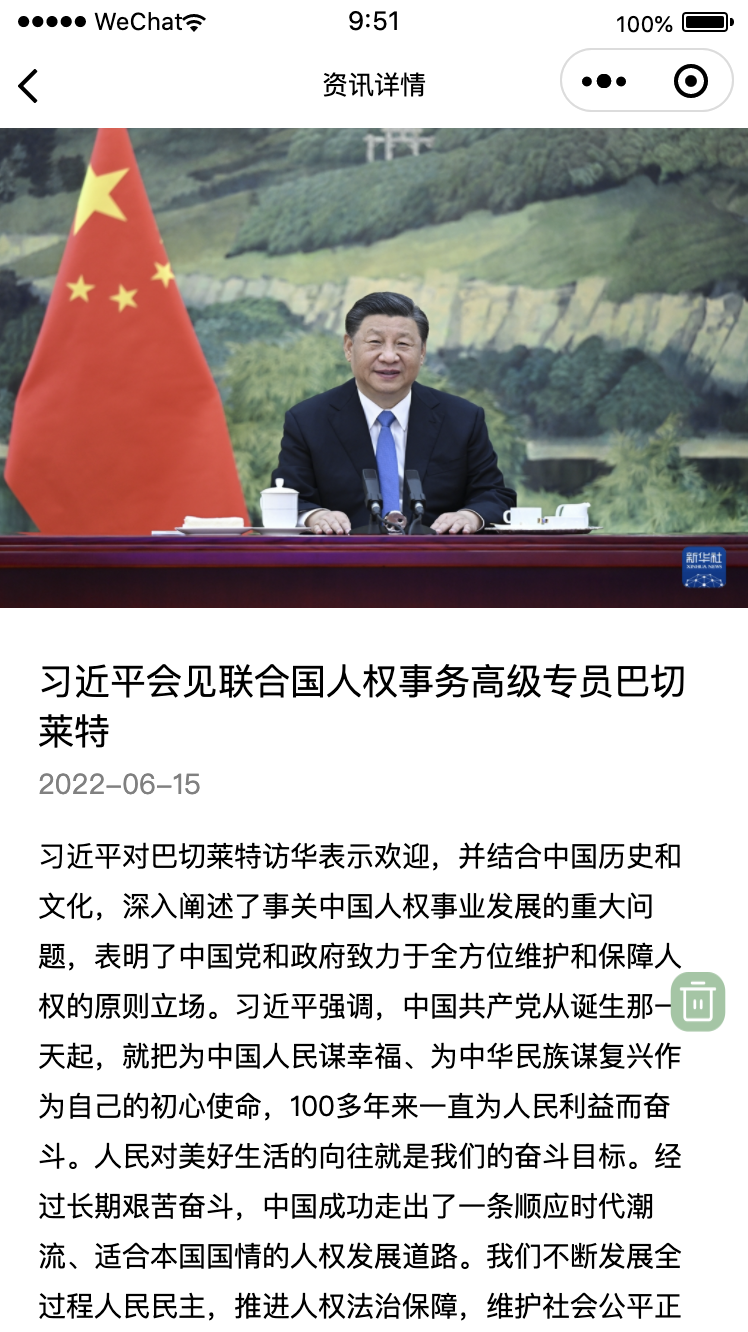 WeChat
9:51
100%
资讯详情
新华社
XINHUA NEWS
习近平会见联合国人权事务高级专员巴切
莱特
2022-06-15
习近平对巴切莱特访华表示欢迎，并结合中国历史和
文化，深入阐述了事关中国人权事业发展的重大问
题，表明了中国党和政府致力于全方位维护和保障人
权的原则立场。习近平强调，中国共产党从诞生那一
天起，就把为中国人民谋幸福、为中华民族谋复兴作
为自己的初心使命，100多年来一直为人民利益而奋
斗。人民对美好生活的向往就是我们的奋斗目标。经
过长期艰苦奋斗，中国成功走出了一条顺应时代潮
流、适合本国国情的人权发展道路。我们不断发展全
过程人民民主，推进人权法治保障，维护社会公平正